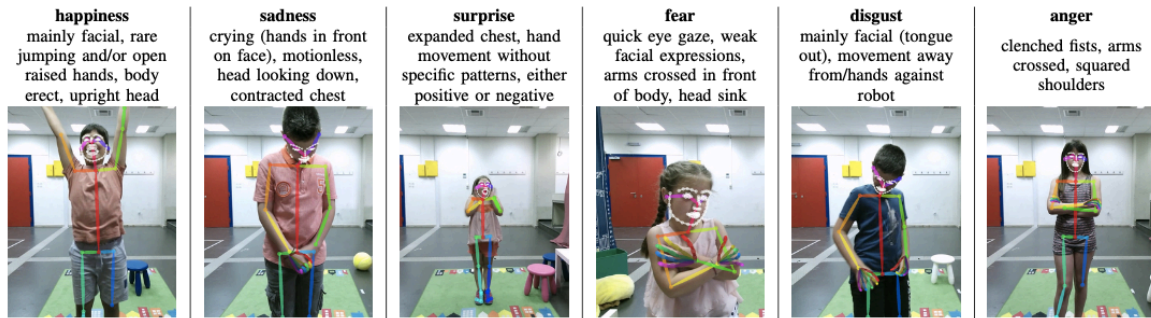 happiness
mainly facial, rare
jumping and/or open
raised hands, body
erect, upright head
sadness
crying (hands in front
on face), motionless,
head looking down,
contracted chest
surprise
expanded chest, hand
movement without
specific patterns, either
positive or negative
fear
quick eye gaze, weak
facial expressions,
arms crossed in front
of body, head sink
disgust
mainly facial (tongue
out), movement away
from/hands against
robot
anger
clenched fists, arms
crossed, squared
shoulders